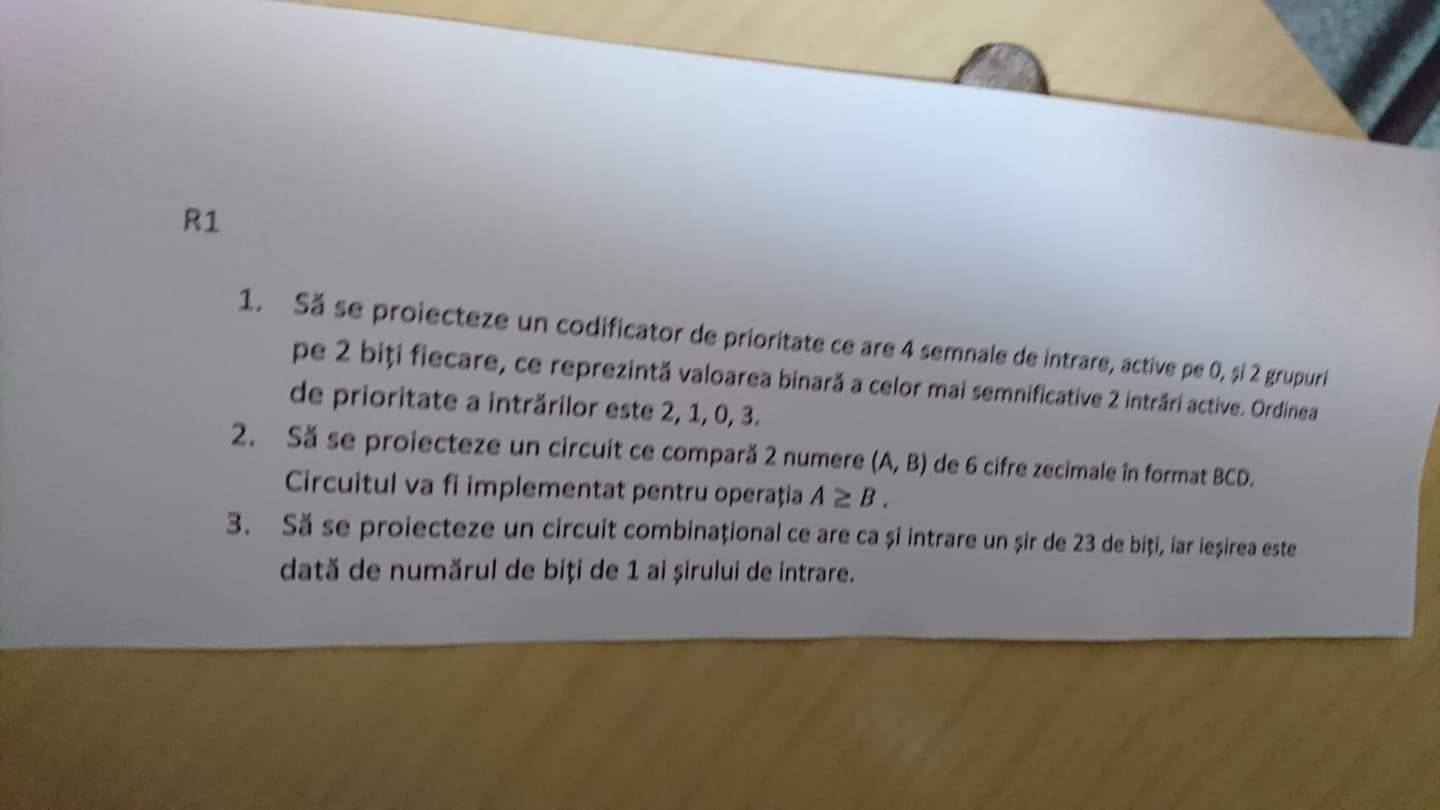 R1
1. Să se proiecteze un codificator de prioritate ce are 4 semnale de intrare, active pe 0, și 2 grupuri
pe 2 biți fiecare, ce reprezintă valoarea binară a celor mai semnificative 2 intrări active. Ordinea
de prioritate a intrărilor este 2, 1, 0, 3.
2. Să se proiecteze un circuit ce compară 2 numere (A, B) de 6 cifre zecimale în format BCD.
Circuitul va fi implementat pentru operația A ≥ B .
3. Să se proiecteze un circuit combinațional ce are ca și intrare un șir de 23 de biți, iar ieșirea este
dată de numărul de biți de 1 ai șirului de intrare.